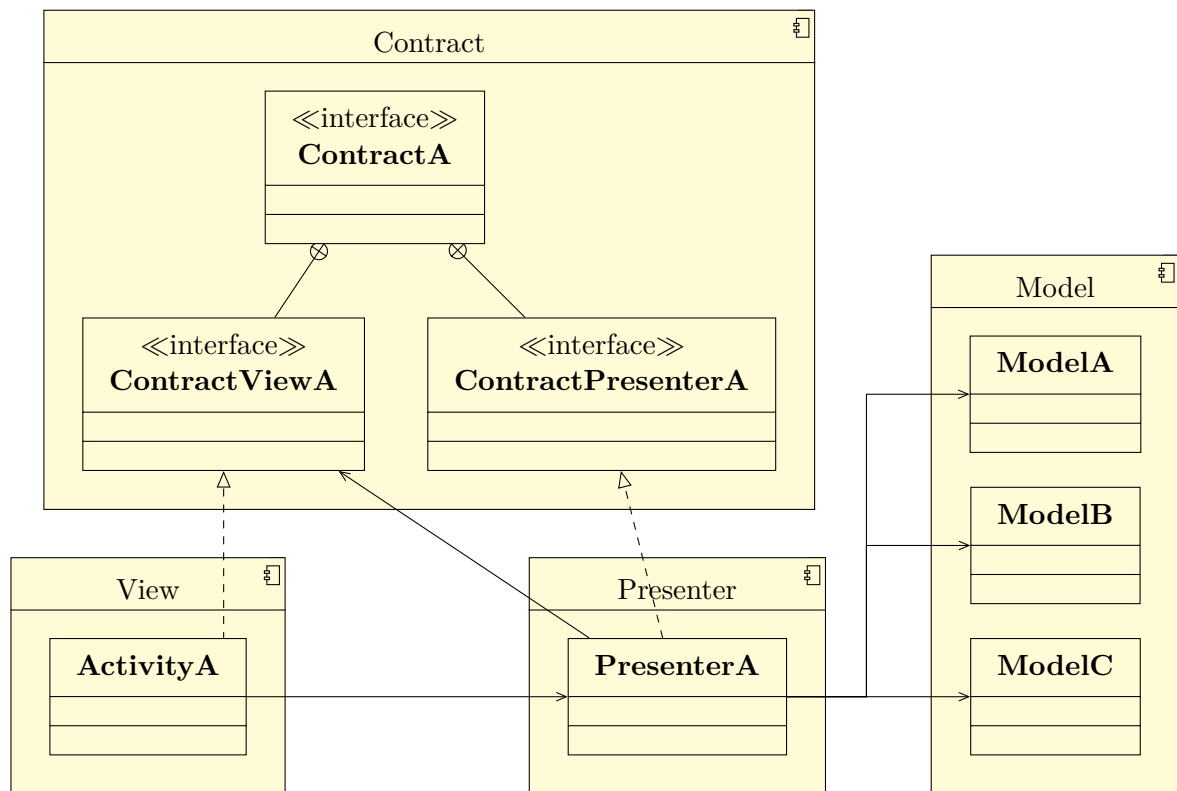 Contract
≪interface≫
ContractA
≪interface≫
ContractViewA
≪interface≫
ContractPresenterA
Model
ModelA
ModelB
ModelC
View
ActivityA
Presenter
PresenterA